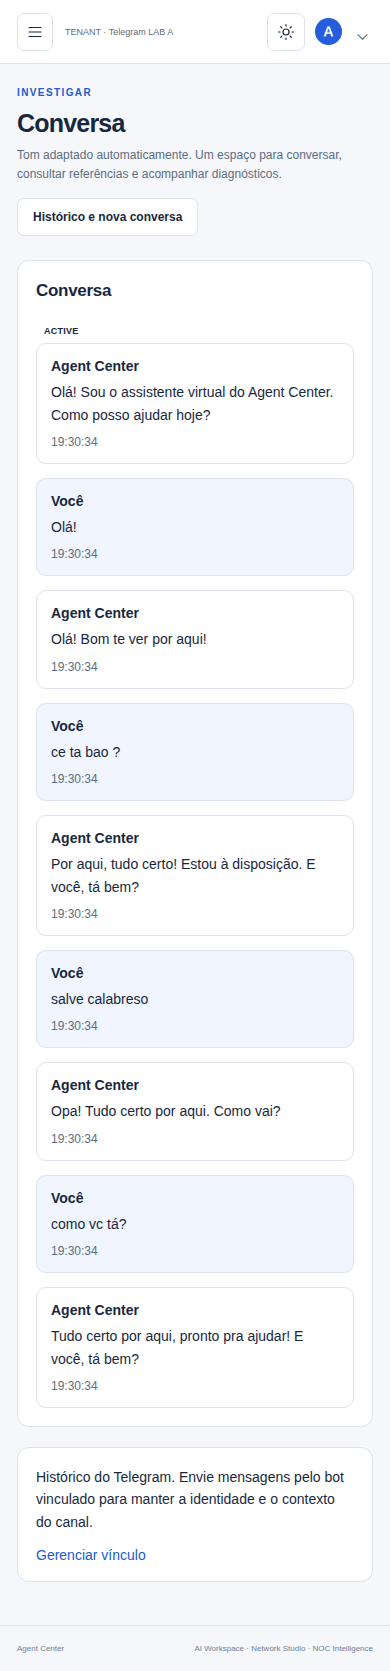 TENANT · Telegram LAB A
A
INVESTIGAR
Conversa
Tom adaptado automaticamente. Um espaço para conversar,
consultar referências e acompanhar diagnósticos.
Histórico e nova conversa
Conversa
ACTIVE
Agent Center
Olá! Sou o assistente virtual do Agent Center.
Como posso ajudar hoje?
19:30:34
Você
Olá!
19:30:34
Agent Center
Olá! Bom te ver por aqui!
19:30:34
Você
ce ta bao ?
19:30:34
Agent Center
Por aqui, tudo certo! Estou à disposição. E
você, tá bem?
19:30:34
Você
salve calabreso
19:30:34
Agent Center
Opa! Tudo certo por aqui. Como vai?
19:30:34
Você
como vc tá?
19:30:34
Agent Center
Tudo certo por aqui, pronto pra ajudar! E
você, tá bem?
19:30:34
Histórico do Telegram. Envie mensagens pelo bot
vinculado para manter a identidade e o contexto
do canal.
Gerenciar vínculo
Agent Center
AI Workspace · Network Studio · NOC Intelligence